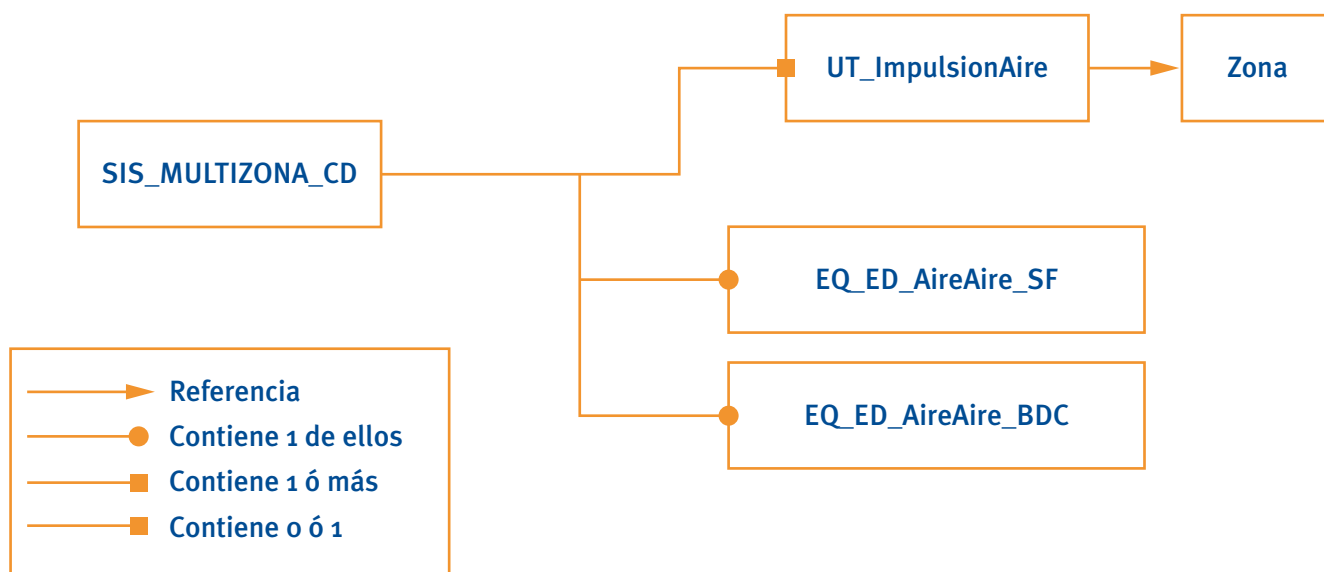 UT_ImpulsionAire
Zona
SIS_MULTIZONA_CD
EQ_ED_AireAire_SF
EQ_ED_AireAire_BDC
Referencia
Contiene 1 de ellos
Contiene 1 ó más
Contiene 0 ó 1